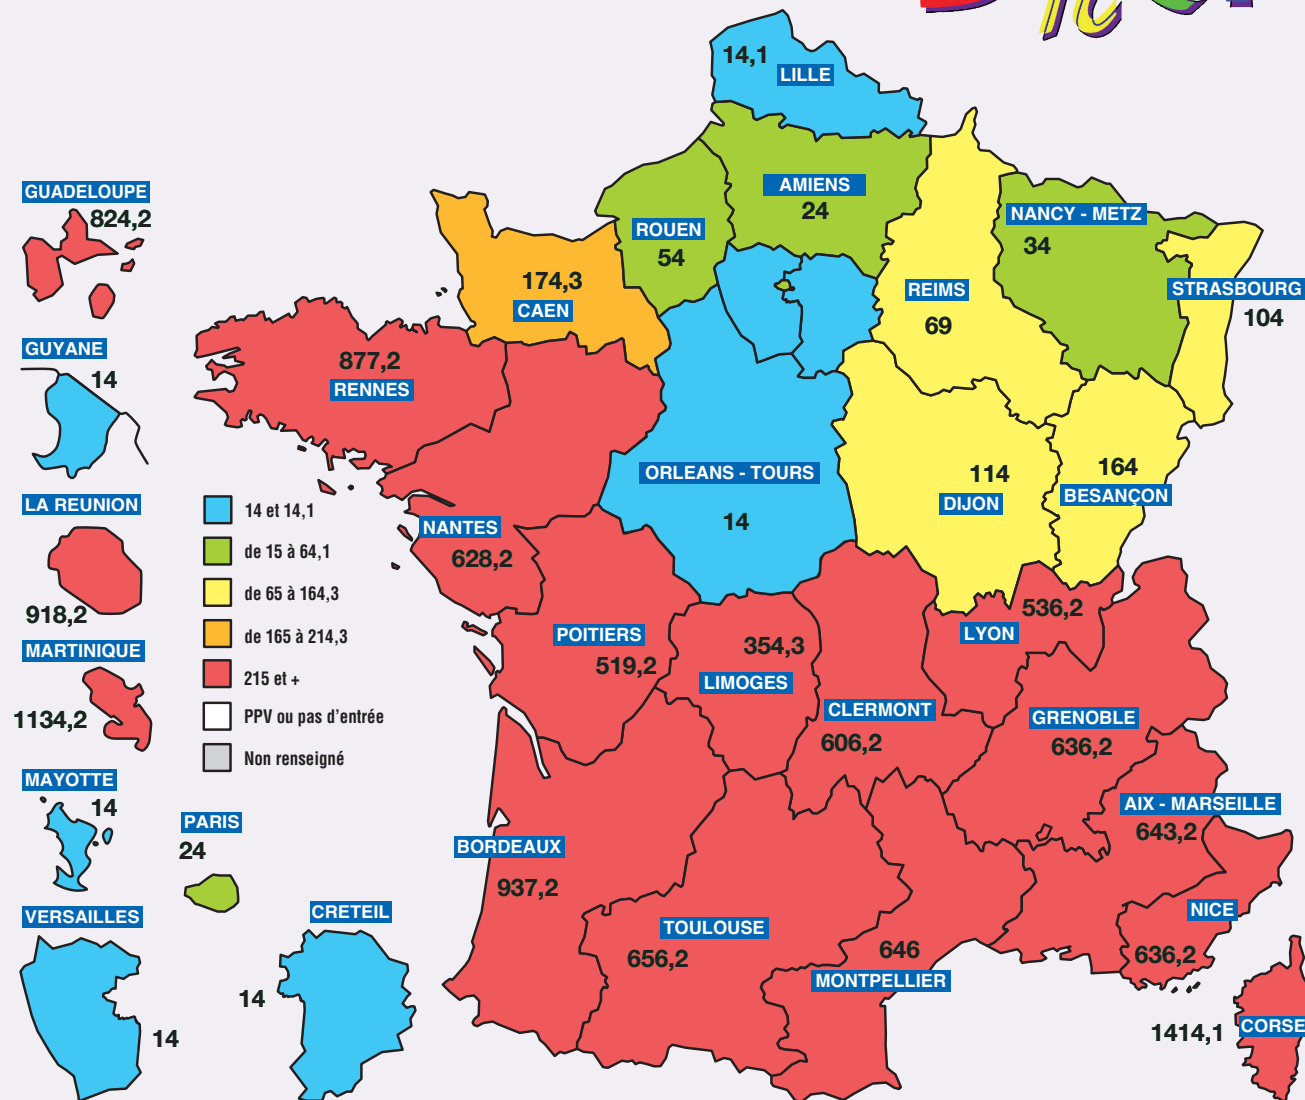 14,1
LILLE
GUADELOUPE
824,2
AMIENS
24
ROUEN
54
NANCY - METZ
34
174,3
CAEN
REIMS
69
STRASBOURG
104
GUYANE
14
877,2
RENNES
ORLEANS - TOURS
14
114
DIJON
164
BESANÇON
LA REUNION
918,2
14 et 14,1
de 15 à 64,1
de 65 à 164,3
de 165 à 214,3
215 et +
PPV ou pas d'entrée
Non renseigné
NANTES
628,2
MARTINIQUE
1134,2
POITIERS
519,2
354,3
LIMOGES
536,2
LYON
CLERMONT
606,2
GRENOBLE
636,2
MAYOTTE
14
PARIS
24
AIX - MARSEILLE
643,2
BORDEAUX
937,2
VERSAILLES
14
CRETEIL
14
TOULOUSE
656,2
646
MONTPELLIER
NICE
636,2
1414,1
CORSE